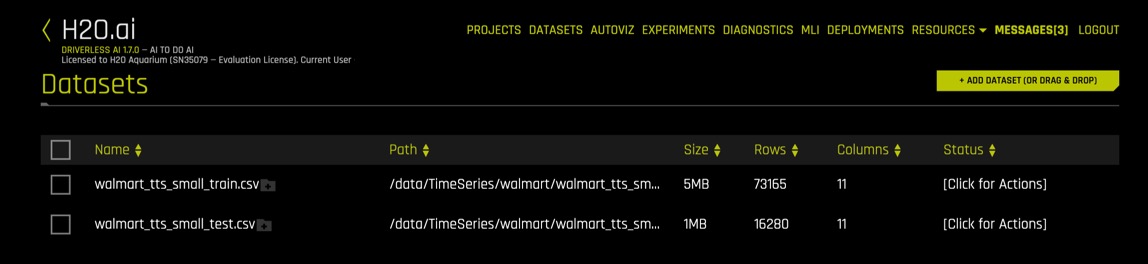 H2O.ai
PROJECTS DATASETS AUTOVIZ EXPERIMENTS DIAGNOSTICS MLI DEPLOYMENTS RESOURCES MESSAGES[3] LOGOUT
DRIVERLESS AI 1.7.0 – AI TO DO AI
Licensed to H2O Aquarium (SN35079 – Evaluation License). Current User
Datasets
+ ADD DATASET (OR DRAG & DROP)
Name Path Size Rows Columns Status
walmart_tts_small_train.csv /data/TimeSeries/walmart/walmart_tts_sm... 5MB 73165 11 [Click for Actions]
walmart_tts_small_test.csv /data/TimeSeries/walmart/walmart_tts_sm... 1MB 16280 11 [Click for Actions]